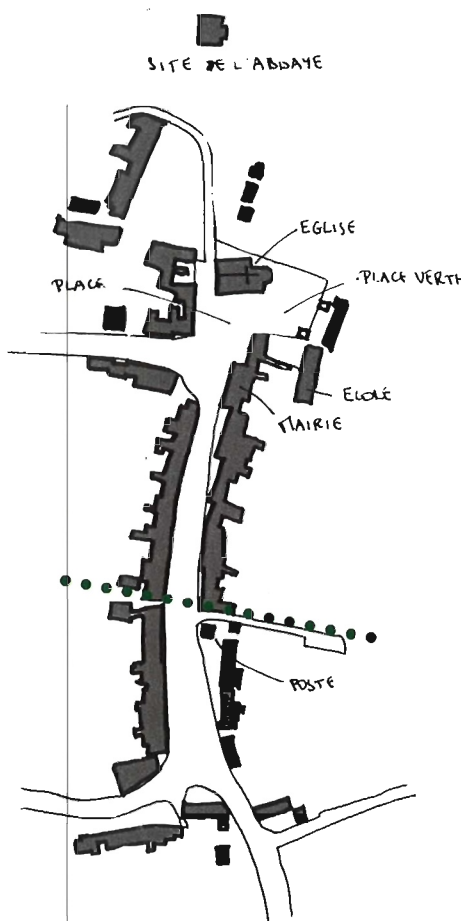 SITE DE L'ABBAYE
EGLISE
PLACE
PLACE VERTE
ECOLE
MAIRIE
POSTE